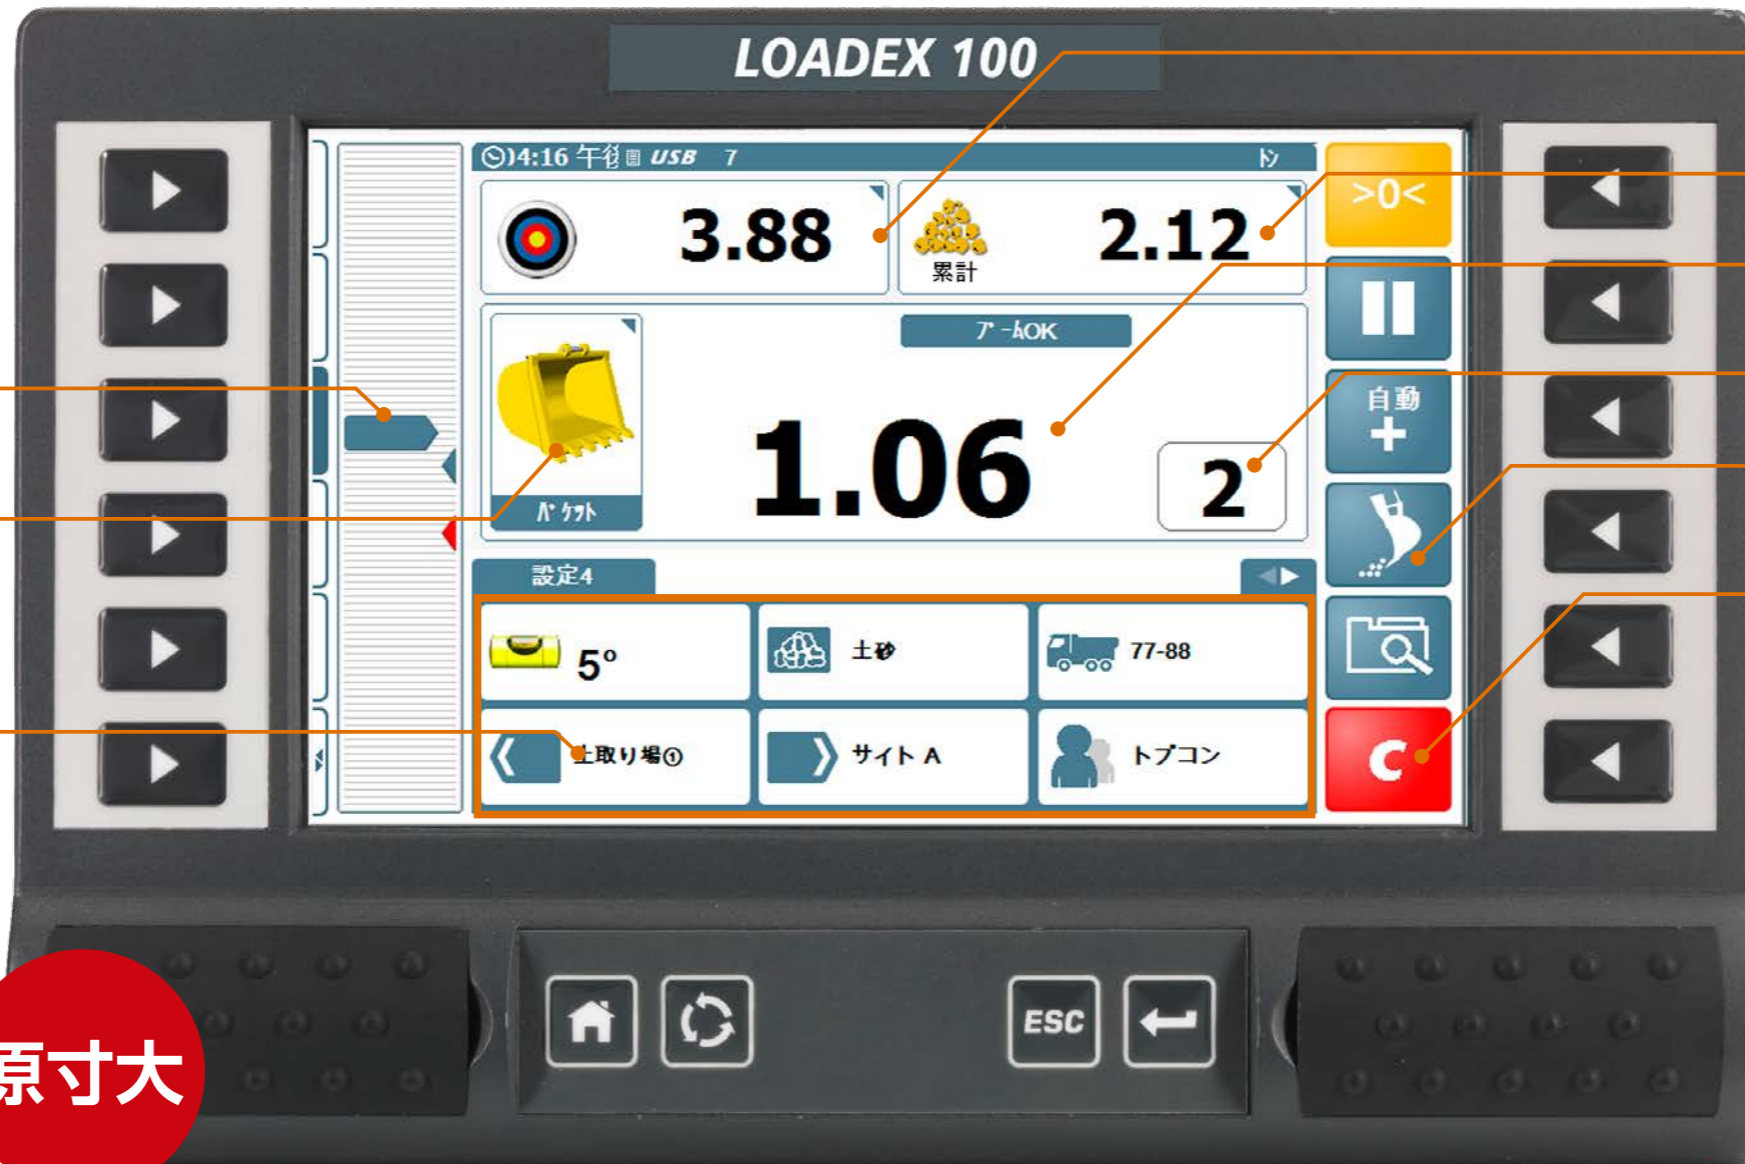 LOADEX 100
4:16 午後 USB 7 ﾄﾝ
>0<
3.88
累計
2.12
ﾌﾞｰﾑOK
自動
+
ﾊﾞｹｯﾄ
1.06
2
設定4
5°
土砂
77-88
土取り場①
サイト A
トプコン
C
ESC
原寸大